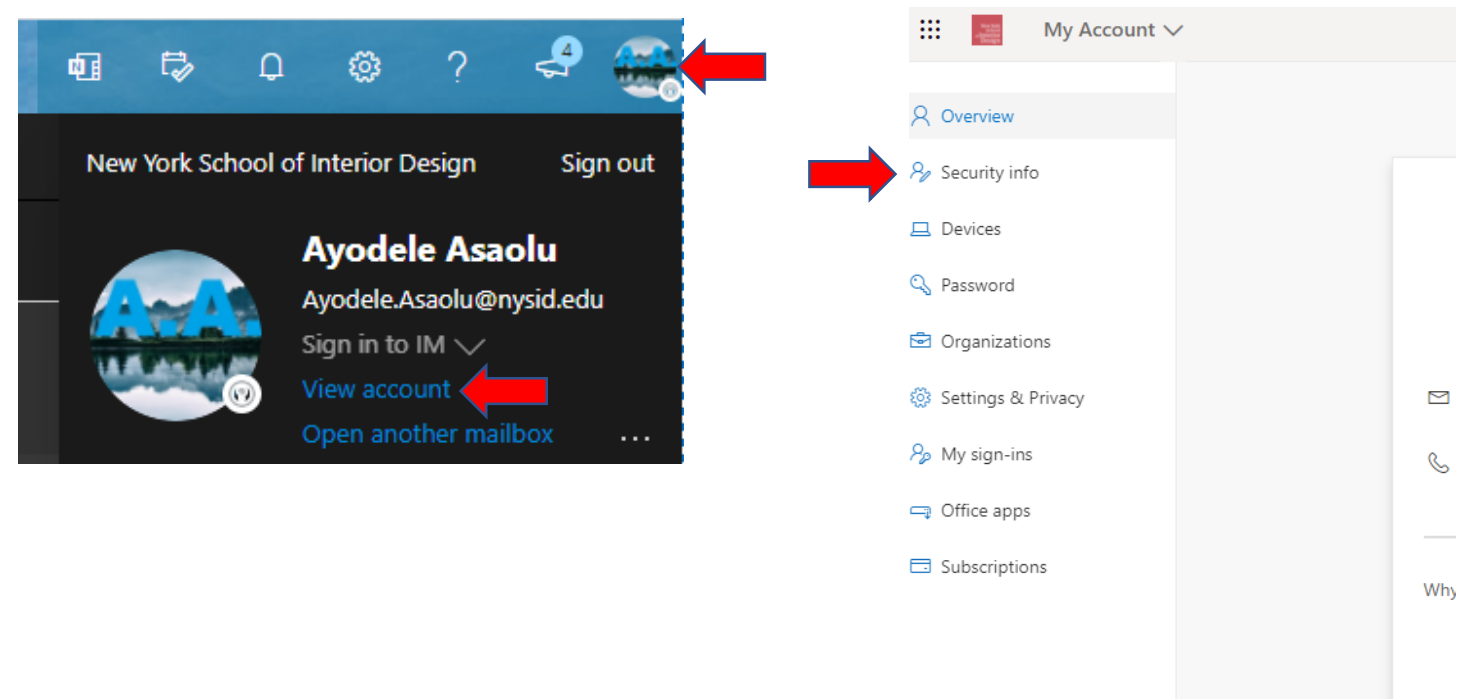 4
A.A.
New York School of Interior Design Sign out
Ayodele Asaolu
Ayodele.Asaolu@nysid.edu
Sign in to IM
View account
Open another mailbox ...
A.A.
My Account
Overview
Security info
Devices
Password
Organizations
Settings & Privacy
My sign-ins
Office apps
Subscriptions
Why